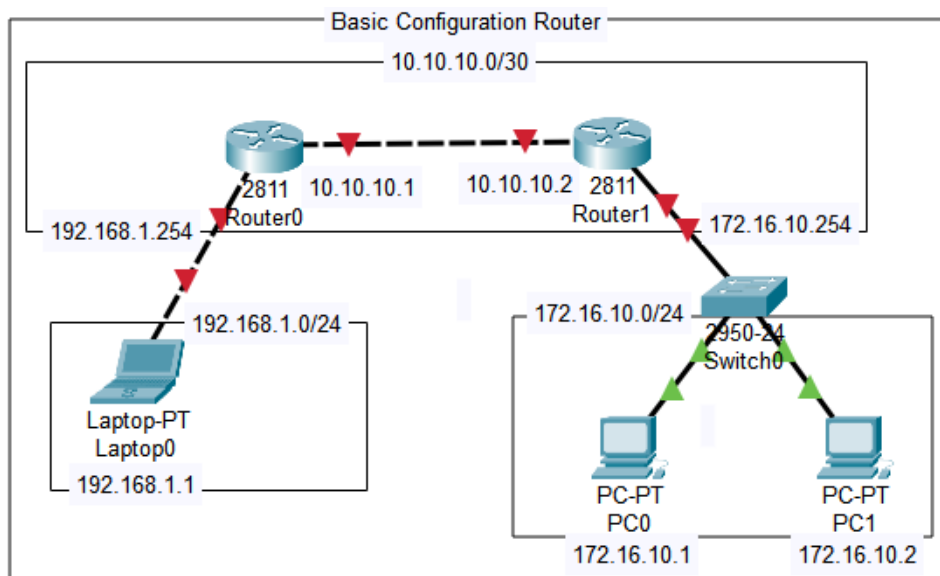 Basic Configuration Router
10.10.10.0/30
2811
Router0
10.10.10.1
10.10.10.2
2811
Router1
192.168.1.254
172.16.10.254
192.168.1.0/24
172.16.10.0/24
2950-24
Switch0
Laptop-PT
Laptop0
192.168.1.1
PC-PT
PC0
172.16.10.1
PC-PT
PC1
172.16.10.2